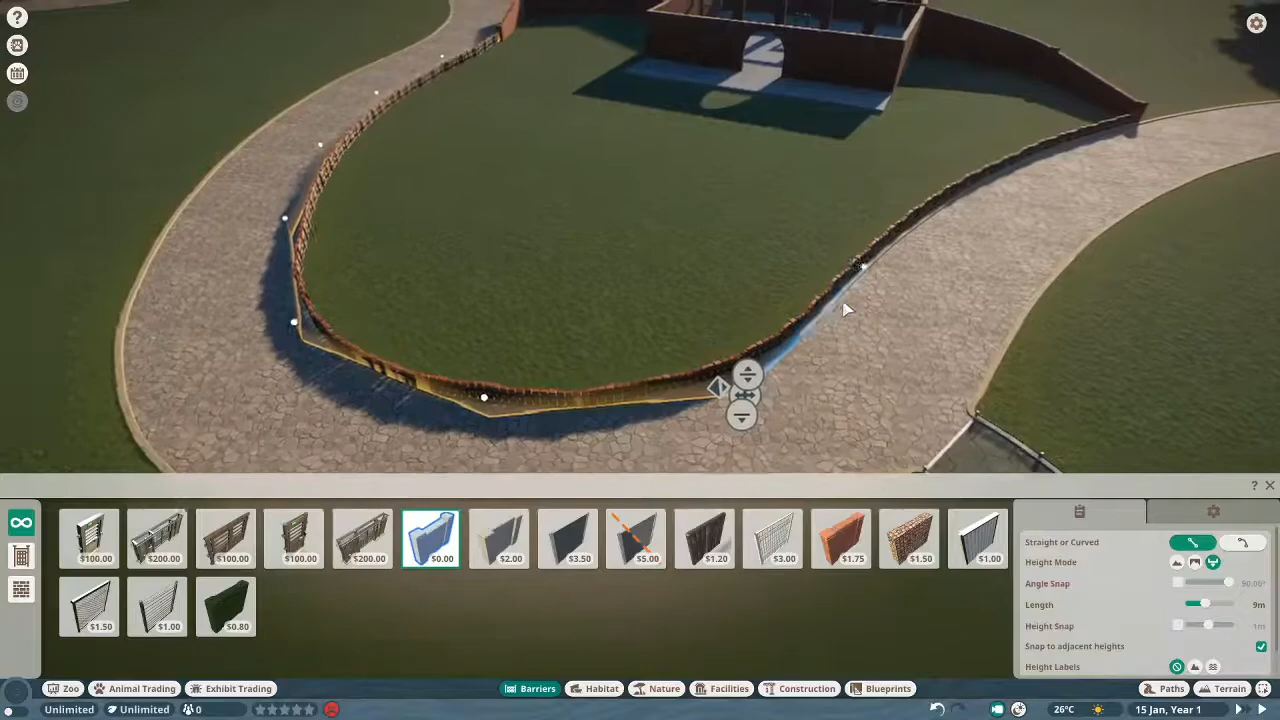 ?
? ×
$100.00 $200.00 $100.00 $100.00 $200.00 $0.00 $2.00 $3.50 $5.00 $1.20 $3.00 $1.75 $1.50 $1.00
$1.50 $1.00 $0.80
Straight or Curved
Height Mode
Angle Snap 90.00°
Length 9m
Height Snap 1m
Snap to adjacent heights
Height Labels
Zoo Animal Trading Exhibit Trading Barriers Habitat Nature Facilities Construction Blueprints Paths Terrain
Unlimited Unlimited 0 26°C 15 Jan, Year 1